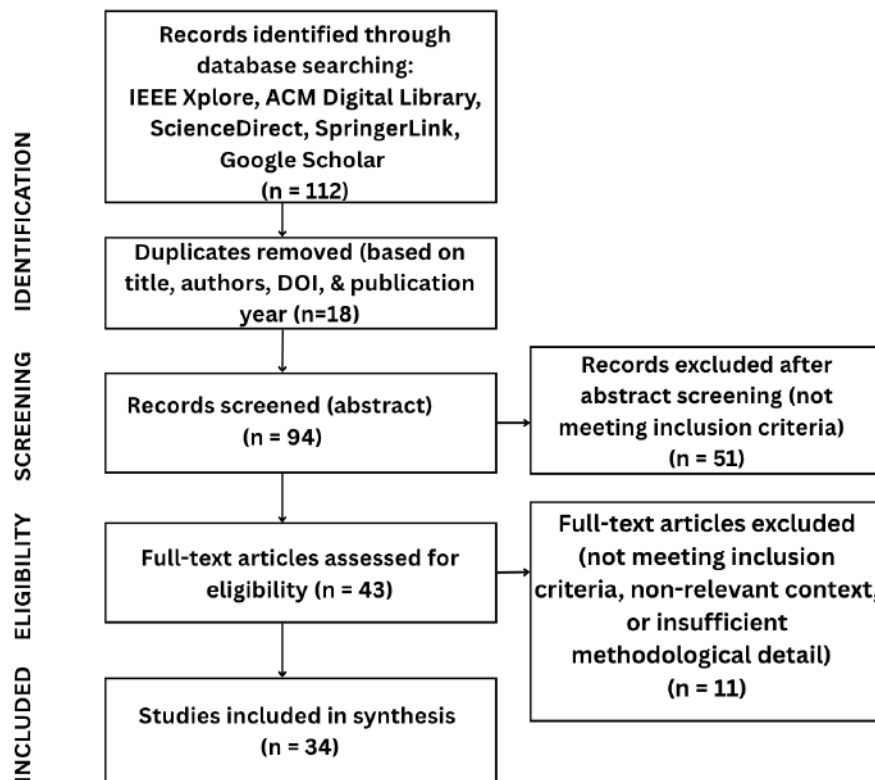 Records identified through
database searching:
IEEE Xplore, ACM Digital Library,
ScienceDirect, SpringerLink,
Google Scholar
(n = 112)
IDENTIFICATION
Duplicates removed (based on
title, authors, DOI, & publication
year (n=18)
SCREENING
Records screened (abstract)
(n = 94)
Records excluded after
abstract screening (not
meeting inclusion criteria)
(n = 51)
ELIGIBILITY
Full-text articles assessed for
eligibility (n = 43)
Full-text articles excluded
(not meeting inclusion
criteria, non-relevant context,
or insufficient
methodological detail)
(n = 11)
INCLUDED
Studies included in synthesis
(n = 34)